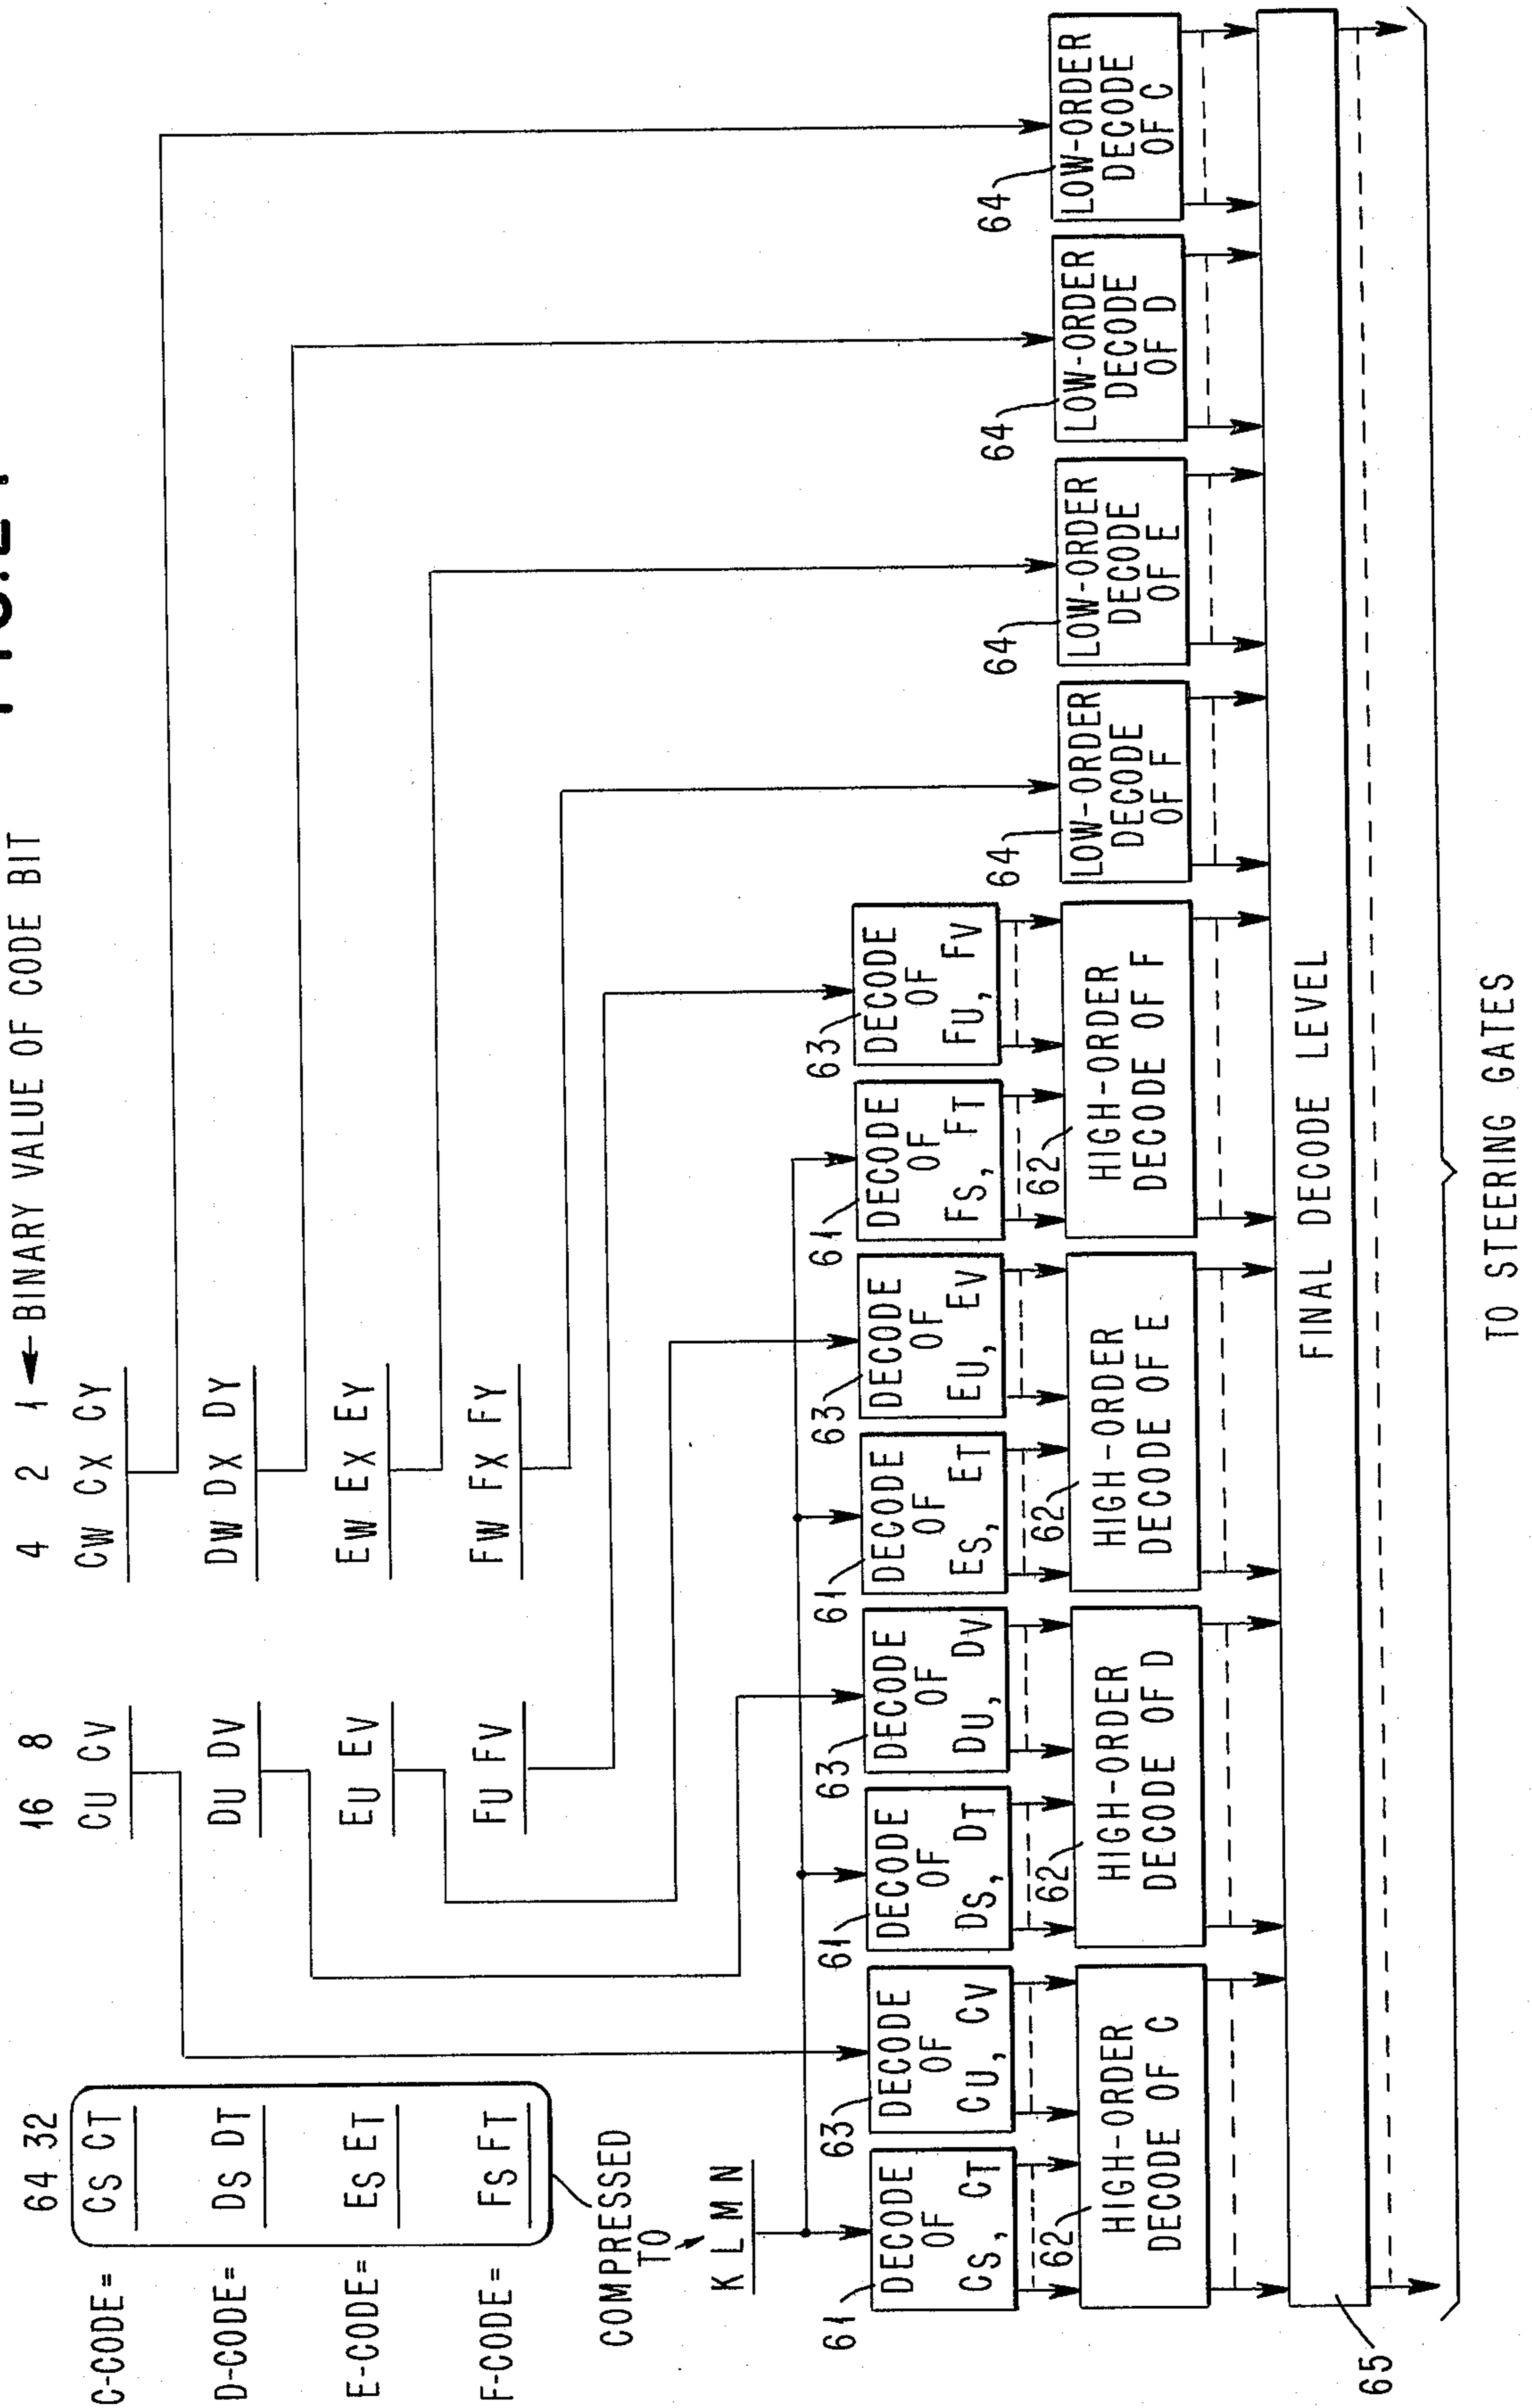 64 32 16 8 4 2 1 ← BINARY VALUE OF CODE BIT
C-CODE= CS CT CU CV CW CX CY
D-CODE= DS DT DU DV DW DX DY
E-CODE= ES ET EU EV EW EX EY
F-CODE= FS FT FU FV FW FX FY
COMPRESSED
TO
K L M N
61
DECODE
OF
CS, CT
63
DECODE
OF
CU, CV
61
DECODE
OF
DS, DT
63
DECODE
OF
DU, DV
61
DECODE
OF
ES, ET
63
DECODE
OF
EU, EV
61
DECODE
OF
FS, FT
63
DECODE
OF
FU, FV
62
HIGH-ORDER
DECODE OF C
62
HIGH-ORDER
DECODE OF D
62
HIGH-ORDER
DECODE OF E
62
HIGH-ORDER
DECODE OF F
64
LOW-ORDER
DECODE
OF F
64
LOW-ORDER
DECODE
OF E
64
LOW-ORDER
DECODE
OF D
64
LOW-ORDER
DECODE
OF C
65
FINAL DECODE LEVEL
TO STEERING GATES